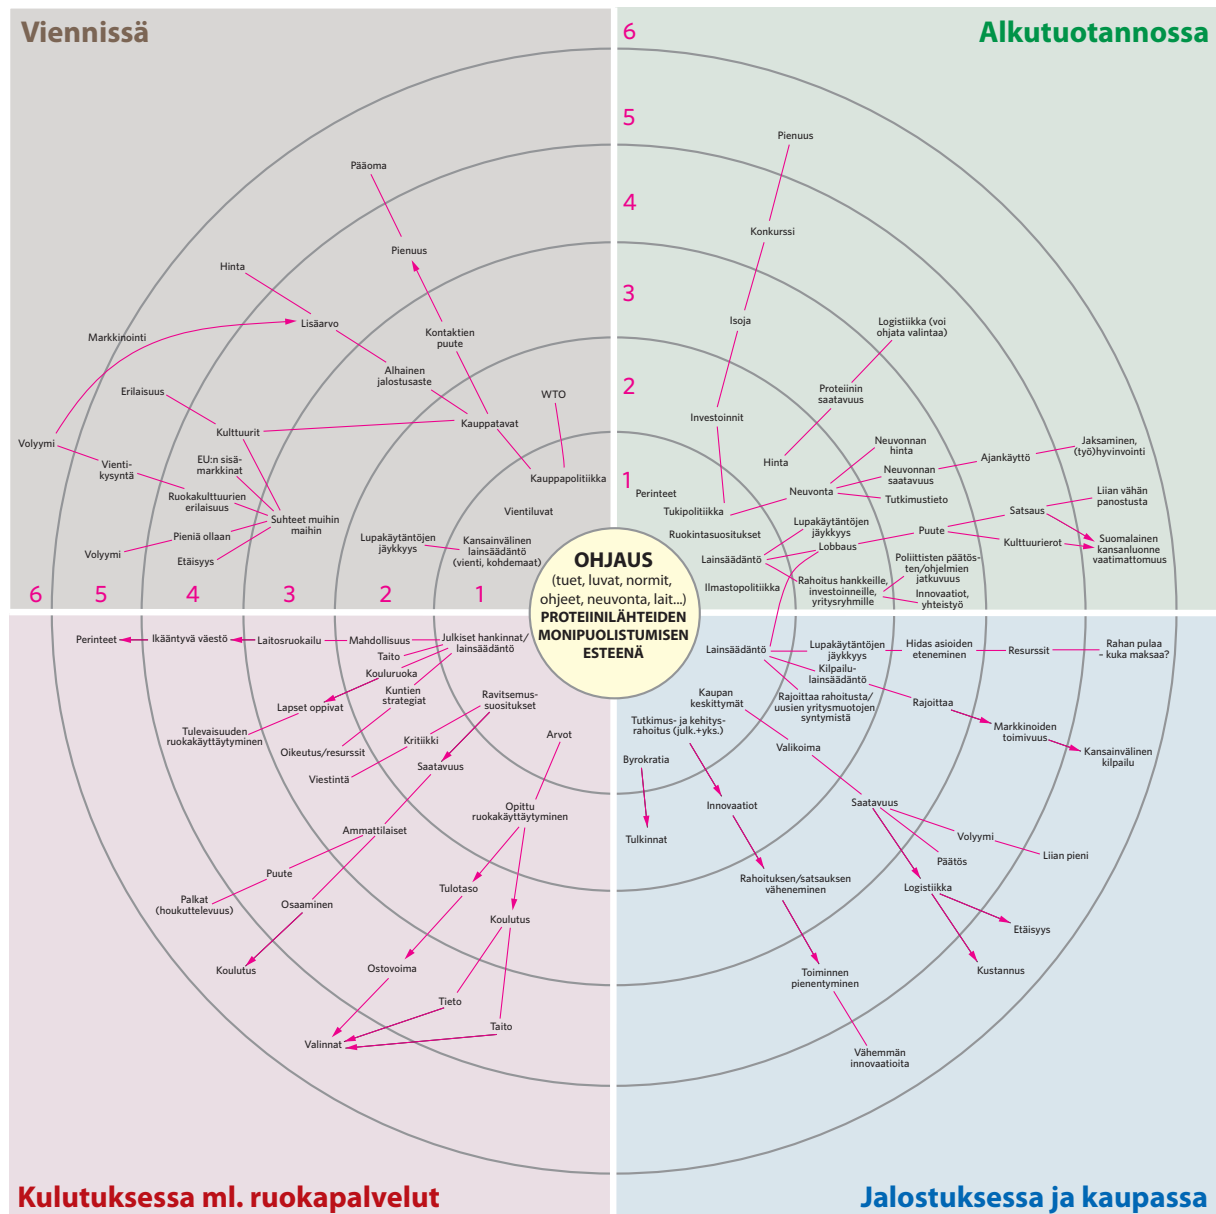 Viennissä
Alkutuotannossa
6
5
4
3
2
1
Pääoma
Pienuus
Hinta
Lisäarvo
Markkinointi
Kontaktien
puute
Alhainen
jalostusaste
WTO
Erilaisuus
Kulttuurit
Kauppatavat
Volyymi
EU:n sisä-
markkinat
Vienti-
kysyntä
Kauppapolitiikka
Ruokakulttuurien
erilaisuus
Suhteet muihin
maihin
Vientiluvat
Pieniä ollaan
Volyymi
Etäisyys
Lupakäytäntöjen
jäykkyys
Kansainvälinen
lainsäädäntö
(vienti, kohdemaat)
6
5
4
3
2
1
Pienuus
Konkurssi
Isoja
Logistiikka (voi
ohjata valintaa)
Proteiinin
saatavuus
Investoinnit
Hinta
Neuvonnan
hinta
Neuvonnan
saatavuus
Ajankäyttö
Jaksaminen,
(työ)hyvinvointi
Perinteet
Neuvonta
Tutkimustieto
Tukipolitiikka
Liian vähän
panostusta
Satsaus
Ruokintasuositukset
Lupakäytäntöjen
jäykkyys
Puute
Lobbaus
Kulttuurierot
Suomalainen
kansanluonne
vaatimattomuus
Lainsäädäntö
Poliittisten päätös-
ten/ohjelmien
jatkuvuus
Ilmastopolitiikka
Rahoitus hankkeille,
investoinneille,
yritysryhmille
Innovaatiot,
yhteistyö
OHJAUS
(tuet, luvat, normit,
ohjeet, neuvonta, lait...)
PROTEIINILÄHTEIDEN
MONIPUOLISTUMISEN
ESTEENÄ
Perinteet
Ikääntyvä väestö
Laitosruokailu
Mahdollisuus
Julkiset hankinnat/
lainsäädäntö
Taito
Kouluruoka
Kuntien
strategiat
Lapset oppivat
Tulevaisuuden
ruokakäyttäytyminen
Oikeutus/resurssit
Ravitsemus-
suositukset
Kritiikki
Viestintä
Saatavuus
Arvot
Opittu
ruokakäyttäytyminen
Ammattilaiset
Puute
Palkat
(houkuttelevuus)
Osaaminen
Koulutus
Tulotaso
Koulutus
Ostovoima
Tieto
Taito
Valinnat
Lainsäädäntö
Lupakäytäntöjen
jäykkyys
Hidas asioiden
eteneminen
Resurssit
Rahan pulaa
– kuka maksaa?
Kilpailu-
lainsäädäntö
Kaupan
keskittymät
Rajoittaa rahoitusta/
uusien yritysmuotojen
syntymistä
Rajoittaa
Markkinoiden
toimivuus
Kansainvälinen
kilpailu
Tutkimus- ja kehitys-
rahoitus (julk.+yks.)
Valikoima
Byrokratia
Innovaatiot
Saatavuus
Tulkinnat
Volyymi
Liian pieni
Päätös
Rahoituksen/satsauksen
väheneminen
Logistiikka
Etäisyys
Toiminnen
pienentyminen
Kustannus
Vähemmän
innovaatioita
Kulutuksessa ml. ruokapalvelut
Jalostuksessa ja kaupassa